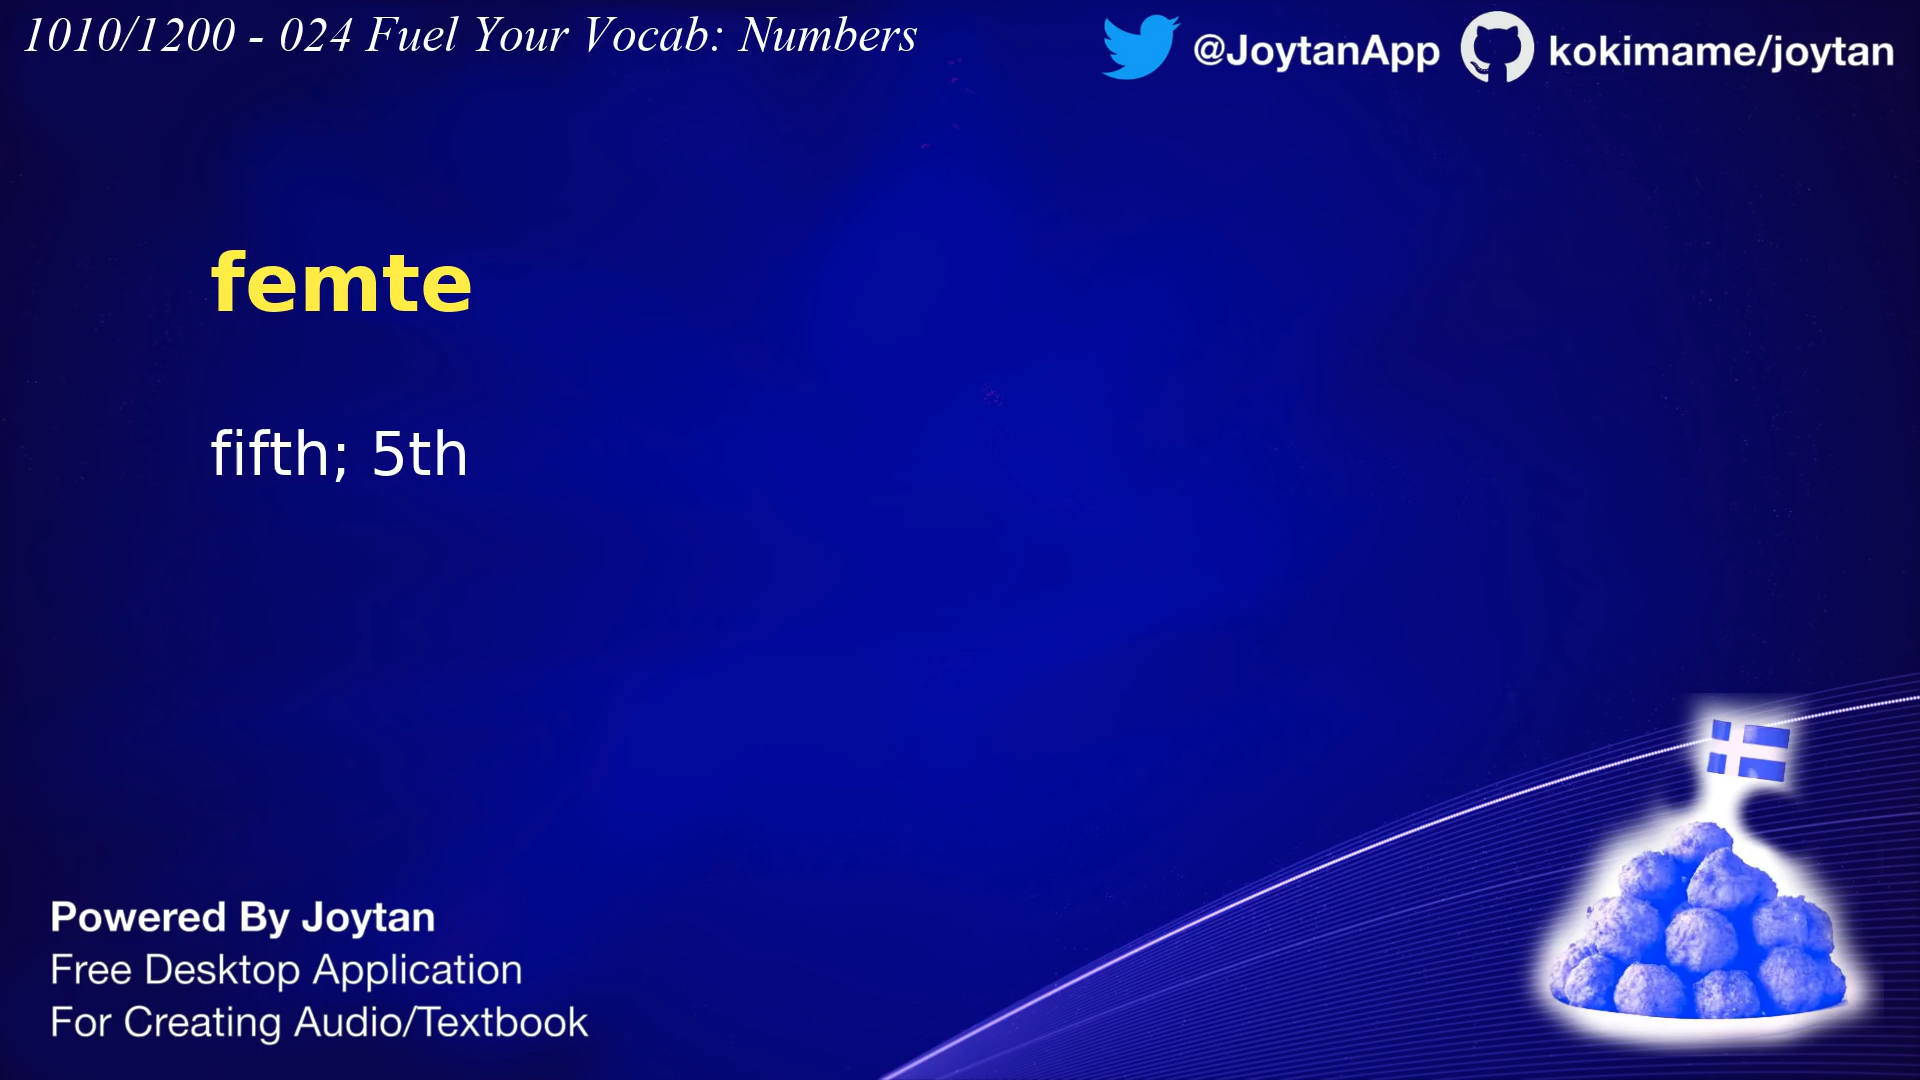 1010/1200 - 024 Fuel Your Vocab: Numbers
@JoytanApp
kokimame/joytan
femte
fifth; 5th
Powered By Joytan
Free Desktop Application
For Creating Audio/Textbook